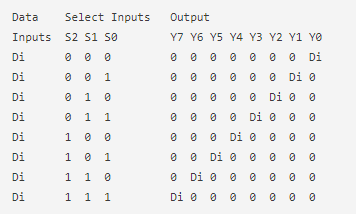 Data Select Inputs Output
Inputs S2 S1 S0 Y7 Y6 Y5 Y4 Y3 Y2 Y1 Y0
Di 0 0 0 0 0 0 0 0 0 0 Di
Di 0 0 1 0 0 0 0 0 0 Di 0
Di 0 1 0 0 0 0 0 0 Di 0 0
Di 0 1 1 0 0 0 0 Di 0 0 0
Di 1 0 0 0 0 0 Di 0 0 0 0
Di 1 0 1 0 0 Di 0 0 0 0 0
Di 1 1 0 0 Di 0 0 0 0 0 0
Di 1 1 1 Di 0 0 0 0 0 0 0